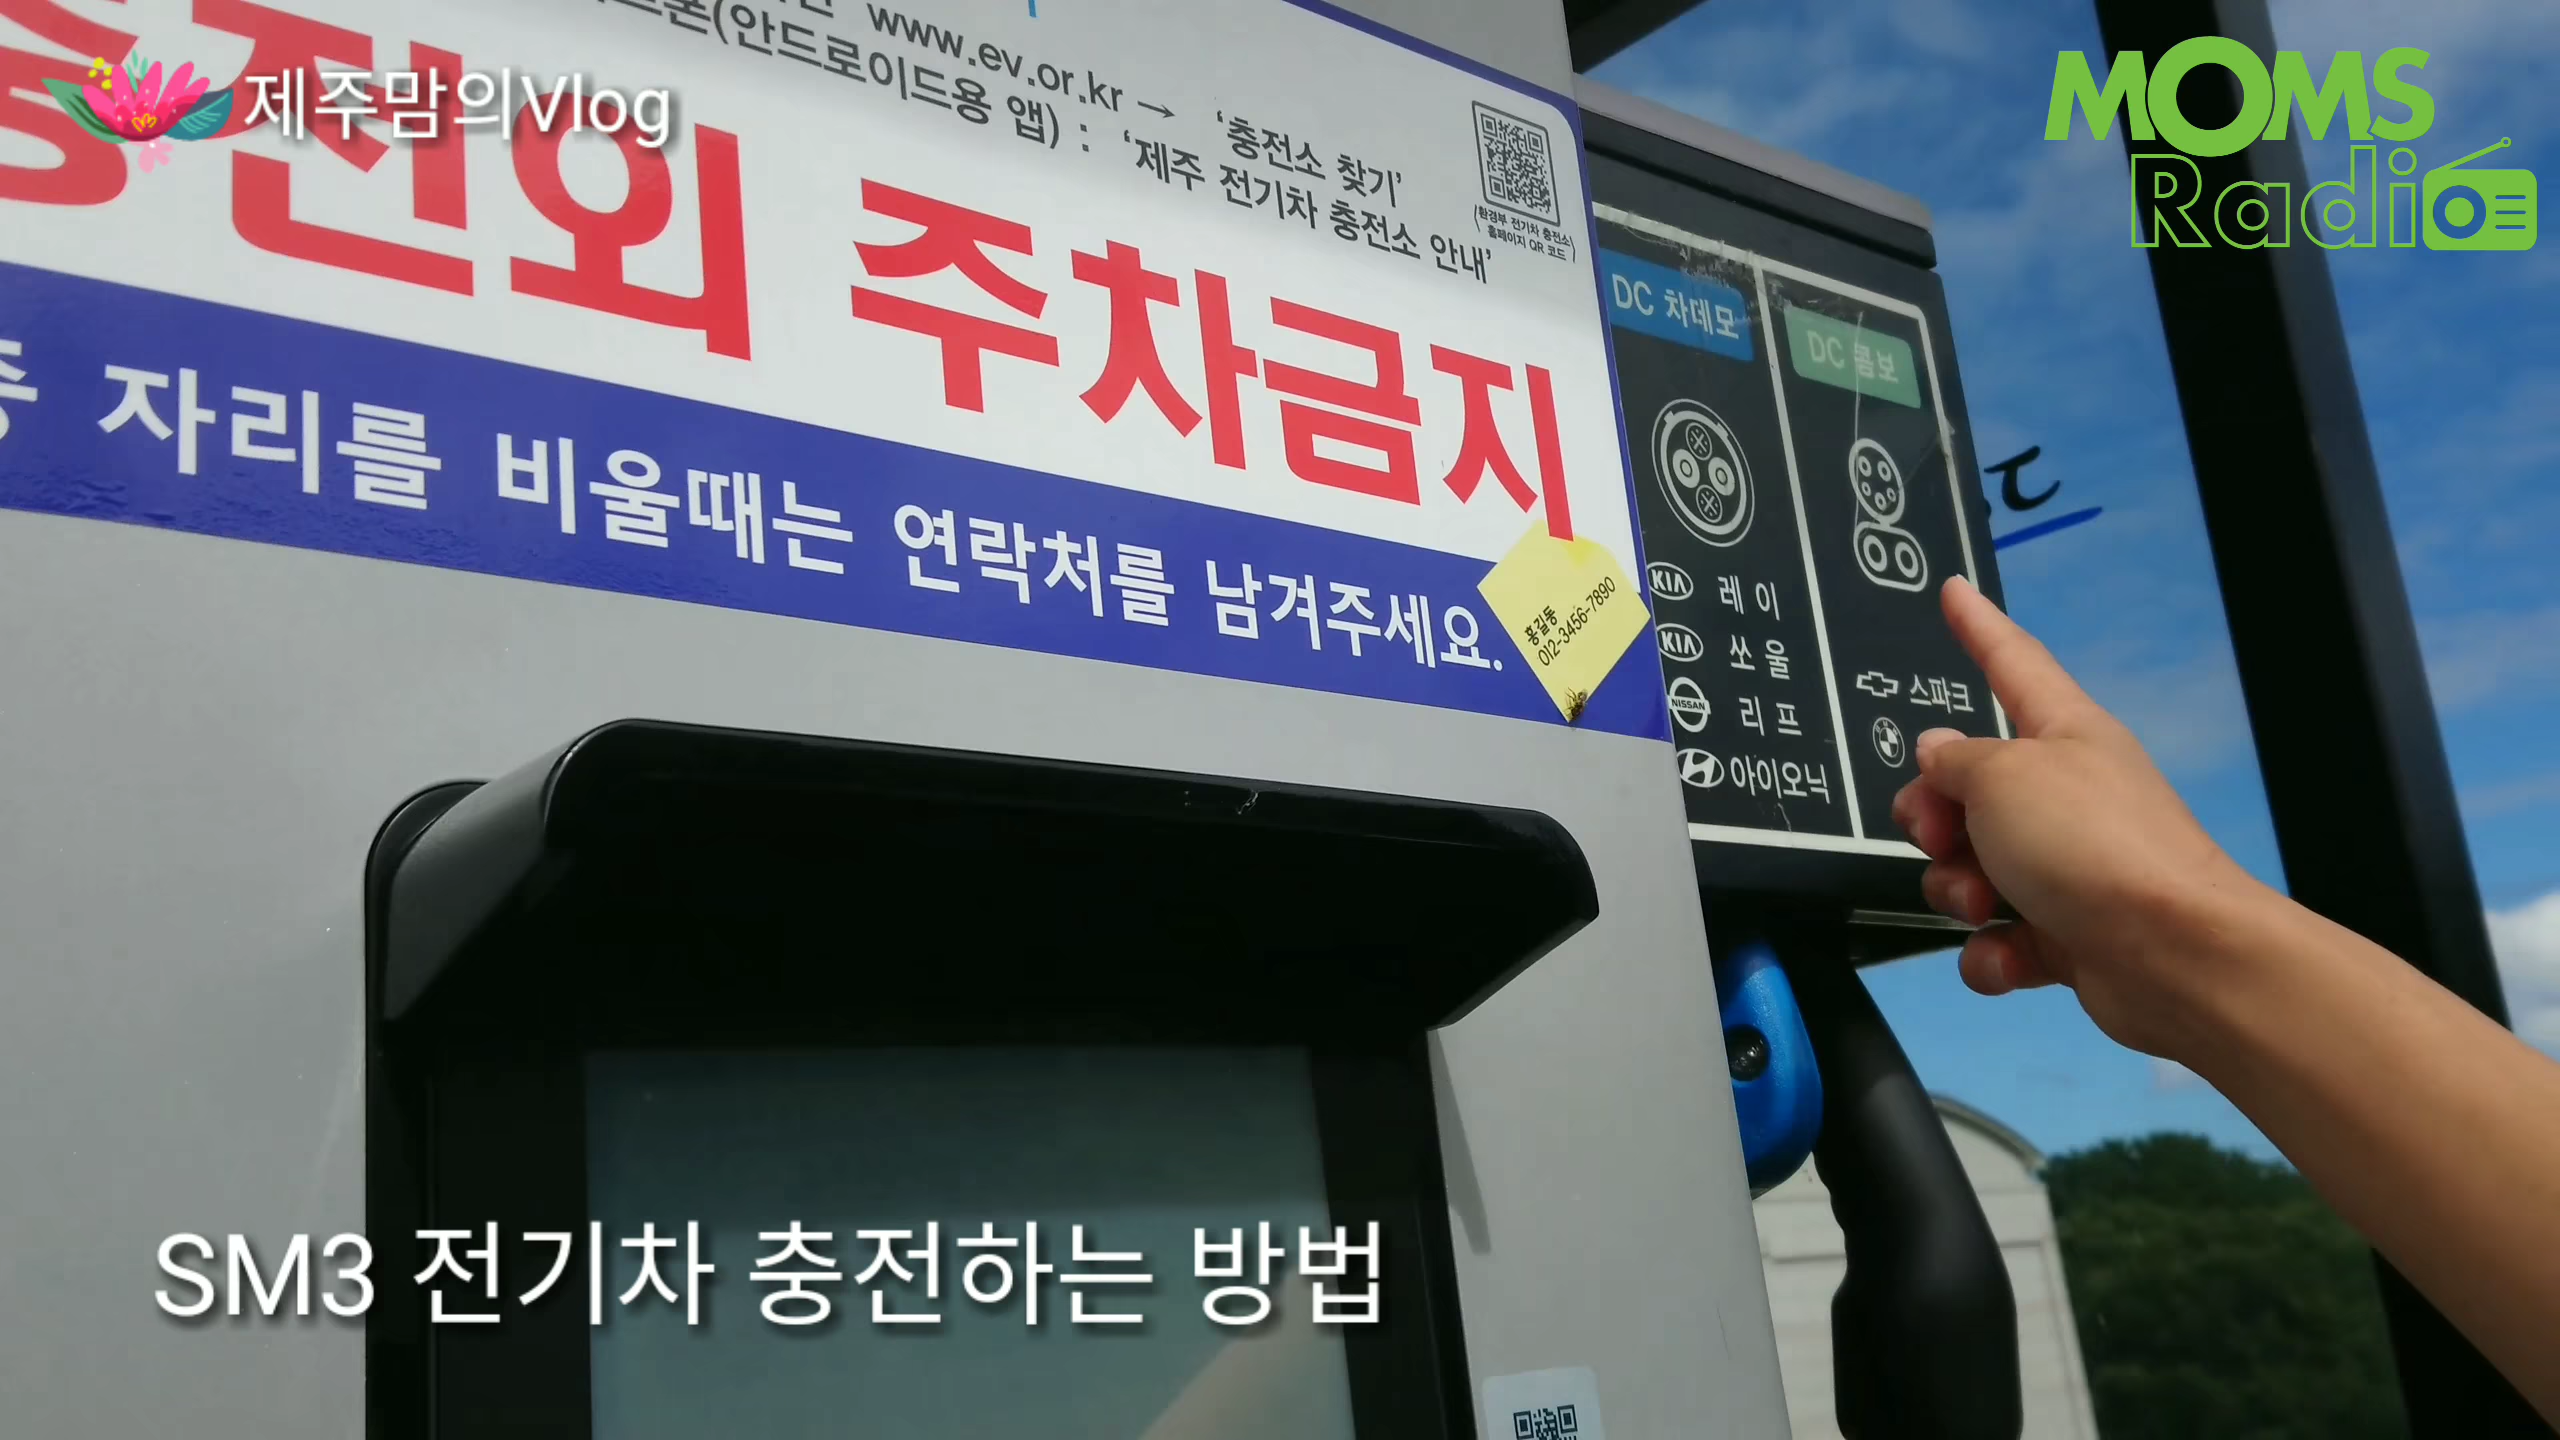 제주맘의Vlog
MOMS
Radio
www.ev.or.kr → ‘충전소 찾기’
(안드로이드용 앱) : ‘제주 전기차 충전소 안내’
(환경부 전기차 충전소
홈페이지 QR 코드)
충전외 주차금지
자리를 비울때는 연락처를 남겨주세요.
홍길동
012-3456-7890
DC 차데모
KIA 레이
KIA 쏘울
NISSAN 리프
아이오닉
DC 콤보
스파크
SM3 전기차 충전하는 방법